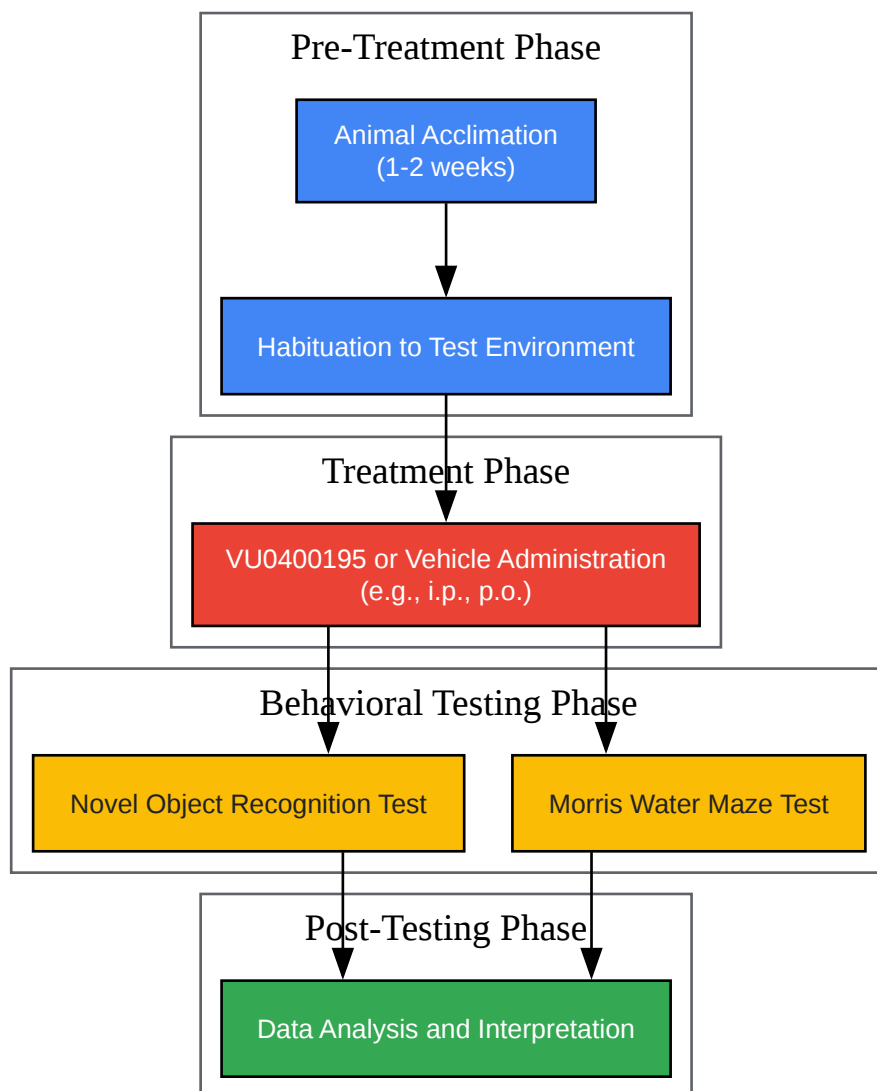 Pre-Treatment Phase
Animal Acclimation
(1-2 weeks)
Habituation to Test Environment
Treatment Phase
VU0400195 or Vehicle Administration
(e.g., i.p., p.o.)
Behavioral Testing Phase
Novel Object Recognition Test
Morris Water Maze Test
Post-Testing Phase
Data Analysis and Interpretation